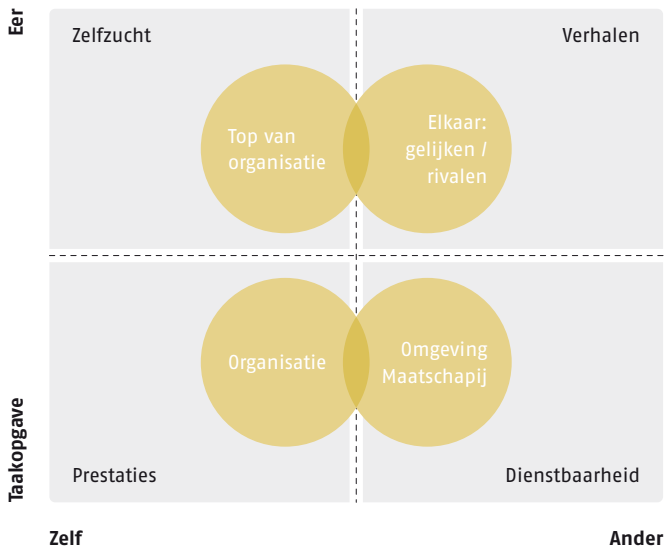 Eer
Zelfzucht
Verhalen
Top van
organisatie
Elkaar:
gelijken /
rivalen
Organisatie
Omgeving
Maatschapij
Taakopgave
Prestaties
Dienstbaarheid
Zelf
Ander